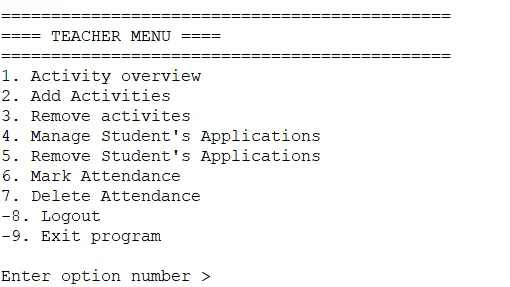 =============================================
==== TEACHER MENU ====
=============================================
1. Activity overview
2. Add Activities
3. Remove activites
4. Manage Student's Applications
5. Remove Student's Applications
6. Mark Attendance
7. Delete Attendance
-8. Logout
-9. Exit program
Enter option number >